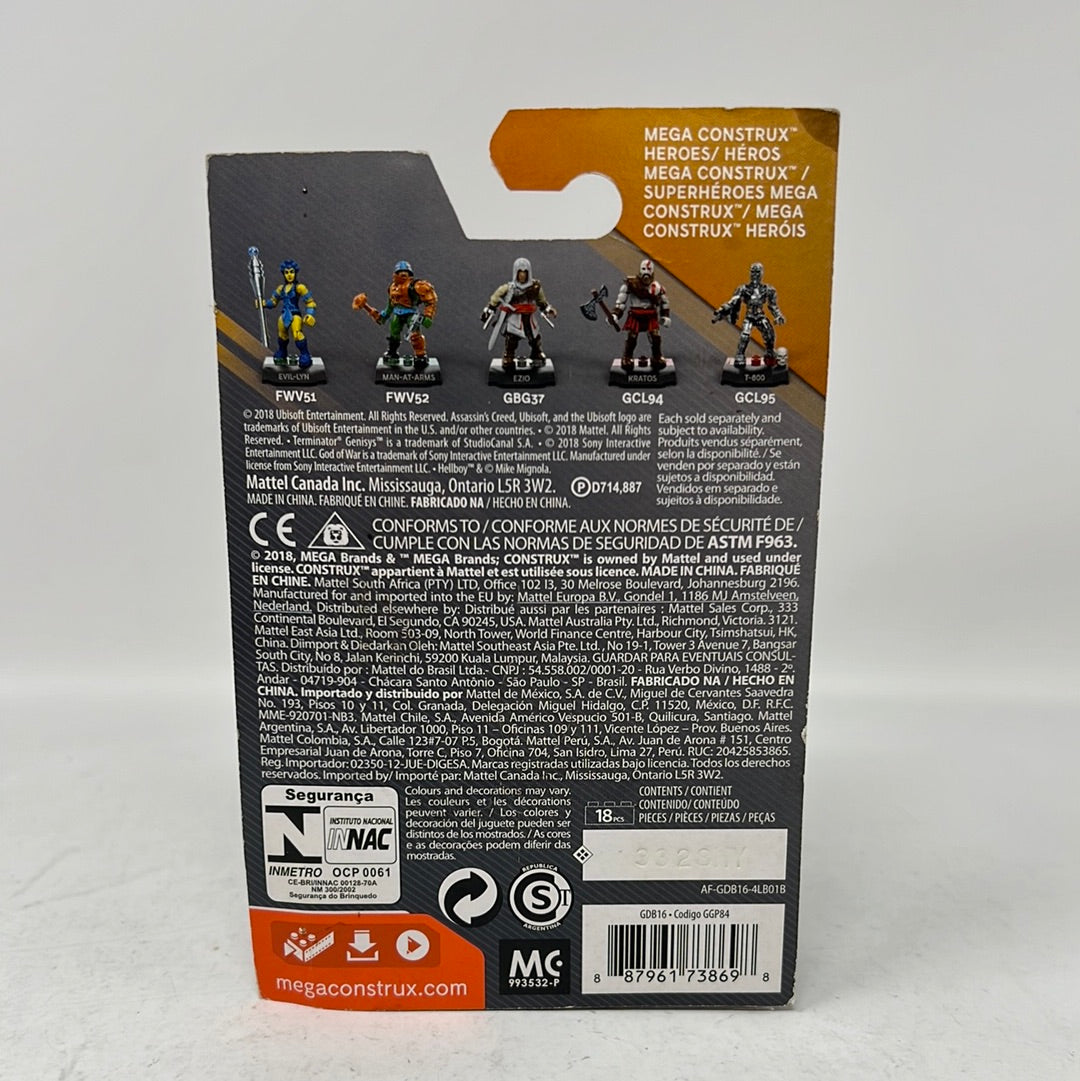 MEGA CONSTRUX™
HEROES/ HÉROS
MEGA CONSTRUX™ /
SUPERHÉROES MEGA
CONSTRUX™/ MEGA
CONSTRUX™ HERÓIS
EVIL-LYN
MAN-AT-ARMS
EZIO
KRATOS
T-800
FWV51
FWV52
GBG37
GCL94
GCL95
© 2018 Ubisoft Entertainment. All Rights Reserved. Assassin's Creed, Ubisoft, and the Ubisoft logo are
trademarks of Ubisoft Entertainment in the U.S. and/or other countries. • © 2018 Mattel. All Rights
Reserved. • Terminator® Genisys™ is a trademark of StudioCanal S.A. • © 2018 Sony Interactive
Entertainment LLC. God of War is a trademark of Sony Interactive Entertainment LLC. Manufactured under
license from Sony Interactive Entertainment LLC. • Hellboy™ & © Mike Mignola.
Each sold separately and
subject to availability.
Produits vendus séparément,
selon la disponibilité. / Se
venden por separado y están
sujetos a disponibilidad.
Vendidos em separado e
sujeitos à disponibilidade.
Mattel Canada Inc. Mississauga, Ontario L5R 3W2. Ⓟ D714,887
MADE IN CHINA. FABRIQUÉ EN CHINE. FABRICADO NA / HECHO EN CHINA.
CE CONFORMS TO / CONFORME AUX NORMES DE SÉCURITÉ DE /
CUMPLE CON LAS NORMAS DE SEGURIDAD DE ASTM F963.
© 2018, MEGA Brands & ™ MEGA Brands; CONSTRUX™ is owned by Mattel and used under
license. CONSTRUX™ appartient à Mattel et est utilisée sous licence. MADE IN CHINA. FABRIQUÉ
EN CHINE. Mattel South Africa (PTY) LTD, Office 102 I3, 30 Melrose Boulevard, Johannesburg 2196.
Manufactured for and imported into the EU by: Mattel Europa B.V., Gondel 1, 1186 MJ Amstelveen,
Nederland. Distributed elsewhere by: Distribué aussi par les partenaires : Mattel Sales Corp., 333
Continental Boulevard, El Segundo, CA 90245, USA. Mattel Australia Pty. Ltd., Richmond, Victoria. 3121.
Mattel East Asia Ltd., Room 503-09, North Tower, World Finance Centre, Harbour City, Tsimshatsui, HK,
China. Diimport & Diedarkan Oleh: Mattel Southeast Asia Pte. Ltd. , No 19-1, Tower 3 Avenue 7, Bangsar
South City, No 8, Jalan Kerinchi, 59200 Kuala Lumpur, Malaysia. GUARDAR PARA EVENTUAIS CONSUL-
TAS. Distribuído por : Mattel do Brasil Ltda.- CNPJ : 54.558.002/0001-20 - Rua Verbo Divino, 1488 - 2º.
Andar - 04719-904 - Chácara Santo Antônio - São Paulo - SP - Brasil. FABRICADO NA / HECHO EN
CHINA. Importado y distribuido por Mattel de México, S.A. de C.V., Miguel de Cervantes Saavedra
No. 193, Pisos 10 y 11, Col. Granada, Delegación Miguel Hidalgo, C.P. 11520, México, D.F. R.F.C.
MME-920701-NB3. Mattel Chile, S.A., Avenida Américo Vespucio 501-B, Quilicura, Santiago. Mattel
Argentina, S.A., Av. Libertador 1000, Piso 11 – Oficinas 109 y 111, Vicente López – Prov. Buenos Aires.
Mattel Colombia, S.A., Calle 123#7-07 P.5, Bogotá. Mattel Perú, S.A., Av. Juan de Arona # 151, Centro
Empresarial Juan de Arona, Torre C, Piso 7, Oficina 704, San Isidro, Lima 27, Perú. RUC: 20425853865.
Reg. Importador: 02350-12-JUE-DIGESA. Marcas registradas utilizadas bajo licencia. Todos los derechos
reservados. Imported by/ Importé par: Mattel Canada Inc., Mississauga, Ontario L5R 3W2.
Segurança
INSTITUTO NACIONAL
INNAC
INMETRO OCP 0061
CE-BRI/INNAC 00128-70A
NM 300/2002
Segurança do Brinquedo
Colours and decorations may vary.
Les couleurs et les décorations
peuvent varier. / Los colores y
decoración del juguete pueden ser
distintos de los mostrados. / As cores
e as decorações podem diferir das
mostradas.
18PCS
CONTENTS / CONTENT
CONTENIDO/ CONTEÚDO
PIECES / PIÈCES / PIEZAS / PEÇAS
REPUBLICA
S I
ARGENTINA
AF-GDB16-4LB01B
GDB16 • Codigo GGP84
8 87961 73869 8
MC
993532-P
megaconstrux.com